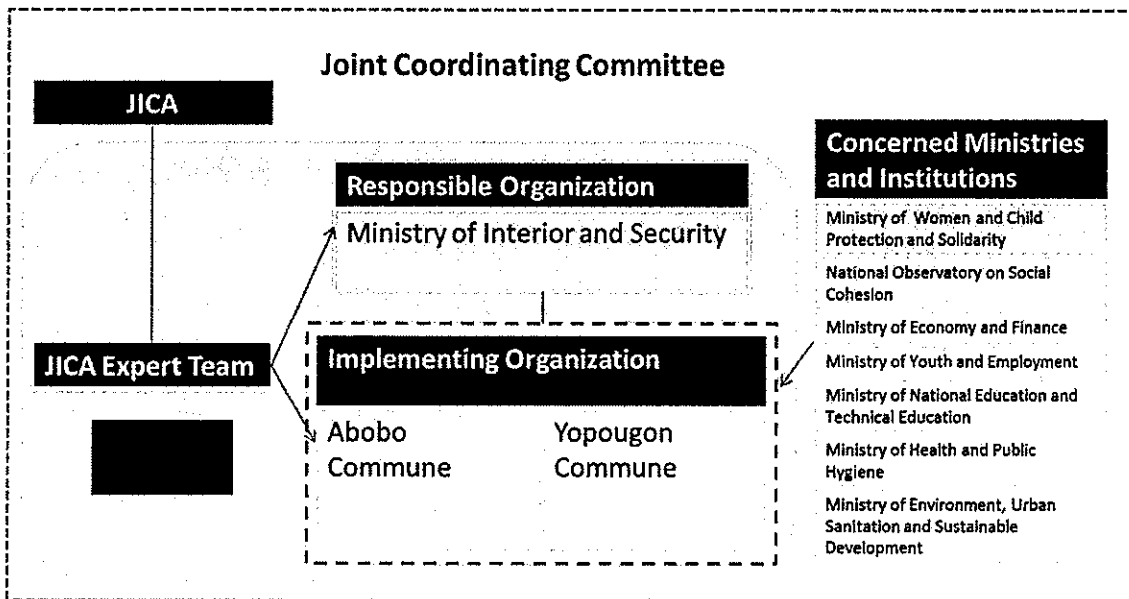 Joint Coordinating Committee
JICA
Responsible Organization
Ministry of Interior and Security
JICA Expert Team
Implementing Organization
Abobo
Commune
Yopougon
Commune
Concerned Ministries
and Institutions
Ministry of Women and Child
Protection and Solidarity
National Observatory on Social
Cohesion
Ministry of Economy and Finance
Ministry of Youth and Employment
Ministry of National Education and
Technical Education
Ministry of Health and Public
Hygiene
Ministry of Environment, Urban
Sanitation and Sustainable
Development